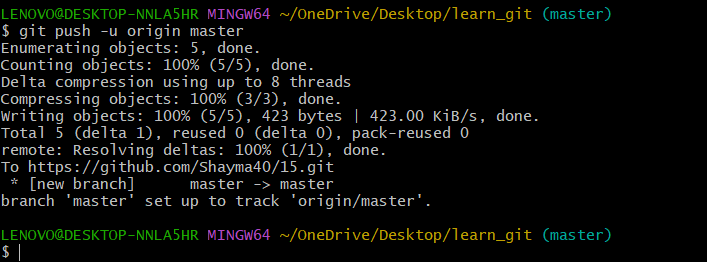 LENOVO@DESKTOP-NNLA5HR MINGW64 ~/OneDrive/Desktop/learn_git (master)
$ git push -u origin master
Enumerating objects: 5, done.
Counting objects: 100% (5/5), done.
Delta compression using up to 8 threads
Compressing objects: 100% (3/3), done.
Writing objects: 100% (5/5), 423 bytes | 423.00 KiB/s, done.
Total 5 (delta 1), reused 0 (delta 0), pack-reused 0
remote: Resolving deltas: 100% (1/1), done.
To https://github.com/Shayma40/15.git
 * [new branch]      master -> master
branch 'master' set up to track 'origin/master'.
LENOVO@DESKTOP-NNLA5HR MINGW64 ~/OneDrive/Desktop/learn_git (master)
$